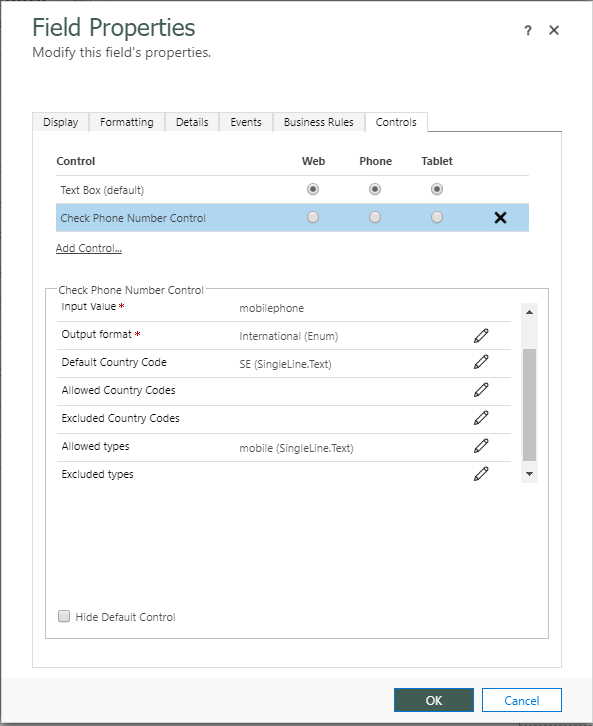 Field Properties
Modify this field's properties.
?
Display Formatting Details Events Business Rules Controls
Control Web Phone Tablet
Text Box (default)
Check Phone Number Control
Add Control...
Check Phone Number Control
Input Value * mobilephone
Output format * International (Enum)
Default Country Code SE (SingleLine.Text)
Allowed Country Codes
Excluded Country Codes
Allowed types mobile (SingleLine.Text)
Excluded types
Hide Default Control
OK Cancel